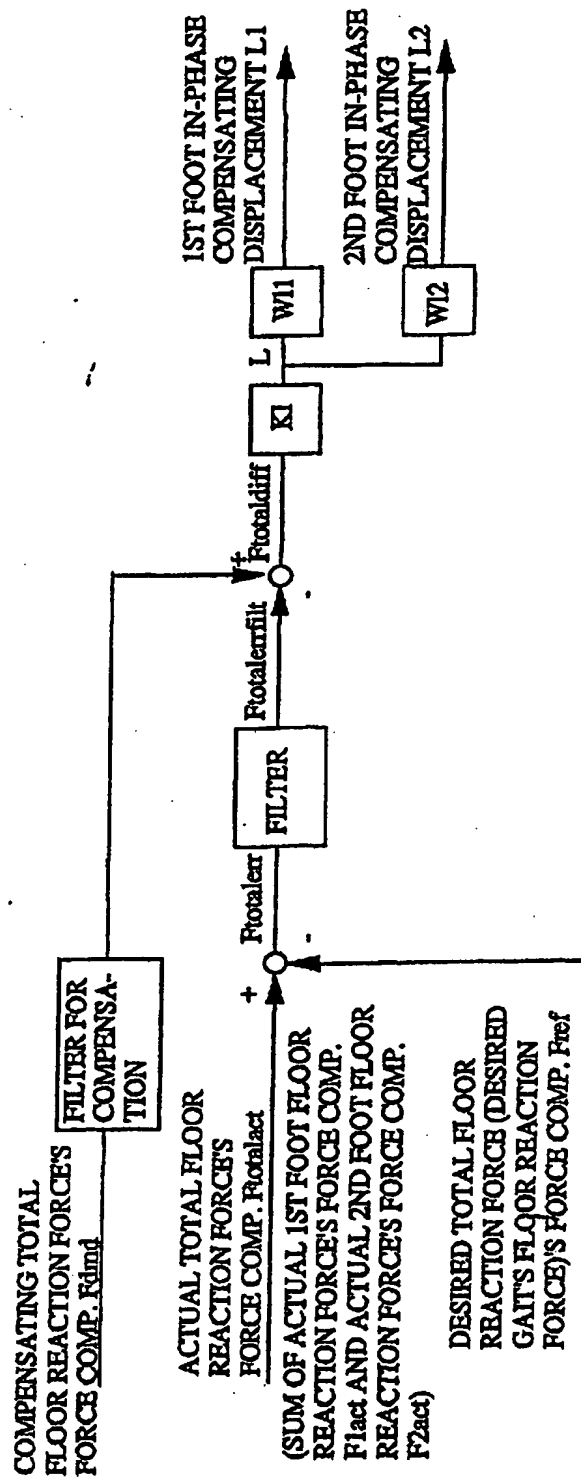 COMPENSATING TOTAL
FLOOR REACTION FORCE'S
FORCE COMP. Fdmd
FILTER FOR
COMPENSA-
TION
ACTUAL TOTAL FLOOR
REACTION FORCE'S
FORCE COMP. Ftotalact
(SUM OF ACTUAL 1ST FOOT FLOOR
REACTION FORCE'S FORCE COMP.
F1act AND ACTUAL 2ND FOOT FLOOR
REACTION FORCE'S FORCE COMP.
F2act)
+
-
Ftotalerr
FILTER
Ftotalerrfilt
+
-
Ftotaldiff
Kl
L
Wl1
Wl2
1ST FOOT IN-PHASE
COMPENSATING
DISPLACEMENT L1
2ND FOOT IN-PHASE
COMPENSATING
DISPLACEMENT L2
DESIRED TOTAL FLOOR
REACTION FORCE (DESIRED
GAIT'S FLOOR REACTION
FORCE)'S FORCE COMP. Fref